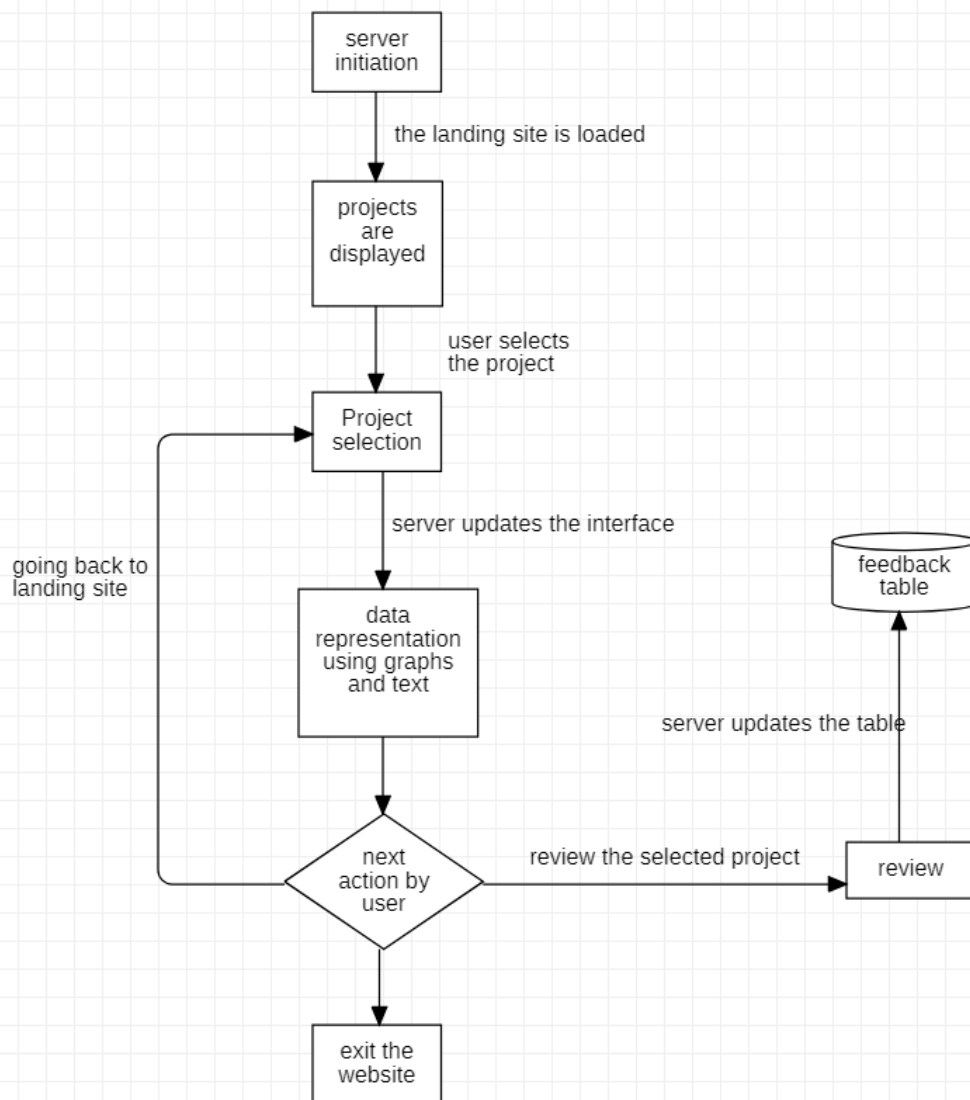 server
initiation
the landing site is loaded
projects
are
displayed
user selects
the project
Project
selection
server updates the interface
going back to
landing site
feedback
table
data
representation
using graphs
and text
server updates the table
next
action by
user
review the selected project
review
exit the
website